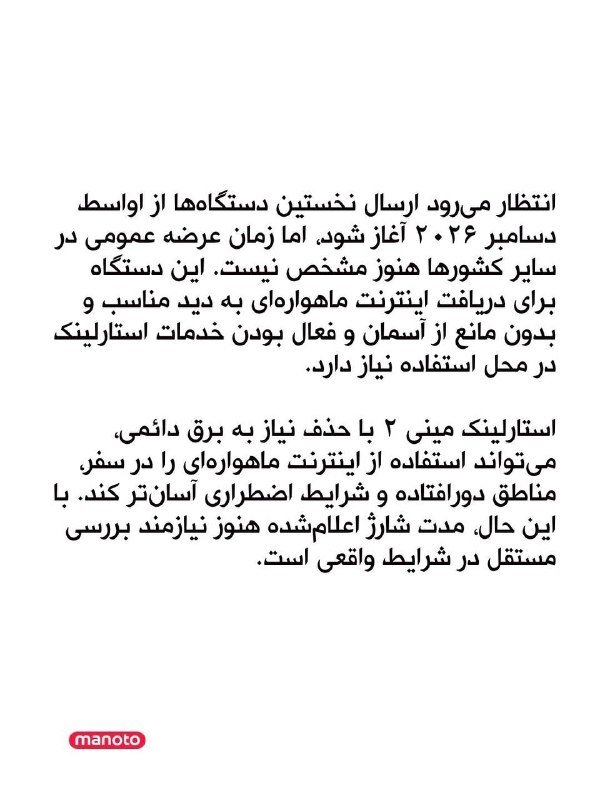 انتظار می‌رود ارسال نخستین دستگاه‌ها از اواسط
دسامبر ۲۰۲۶ آغاز شود، اما زمان عرضه عمومی در
سایر کشورها هنوز مشخص نیست. این دستگاه
برای دریافت اینترنت ماهواره‌ای به دید مناسب و
بدون مانع از آسمان و فعال بودن خدمات استارلینک
در محل استفاده نیاز دارد.
استارلینک مینی ۲ با حذف نیاز به برق دائمی،
می‌تواند استفاده از اینترنت ماهواره‌ای را در سفر،
مناطق دورافتاده و شرایط اضطراری آسان‌تر کند. با
این حال، مدت شارژ اعلام‌شده هنوز نیازمند بررسی
مستقل در شرایط واقعی است.
manoto